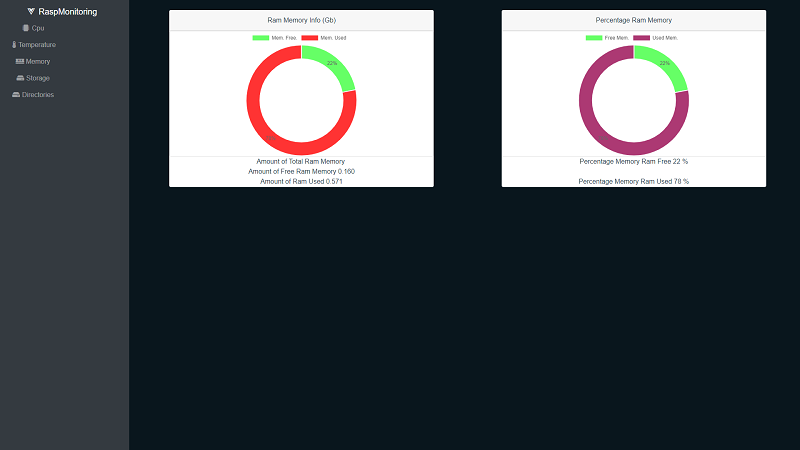 RaspMonitoring
Cpu
Temperature
Memory
Storage
Directories
Ram Memory Info (Gb)
Mem. Free. Mem. Used
22%
Amount of Total Ram Memory
Amount of Free Ram Memory 0.160
Amount of Ram Used 0.571
Percentage Ram Memory
Free Mem. Used Mem.
22%
Percentage Memory Ram Free 22 %
Percentage Memory Ram Used 78 %